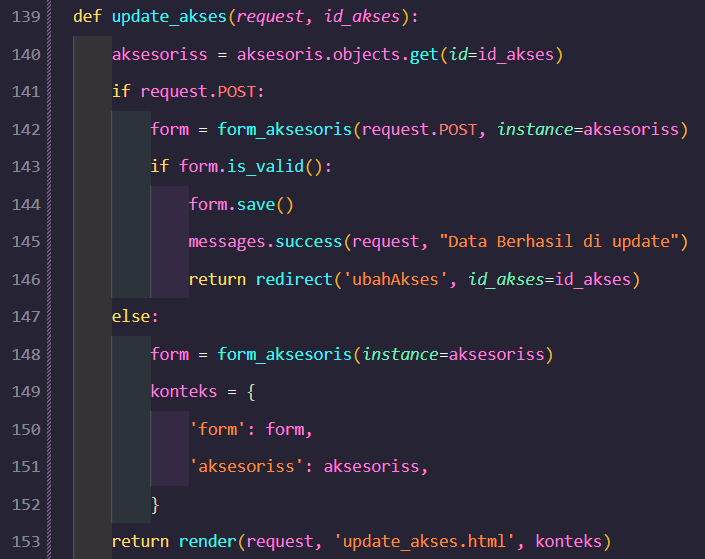 139 def update_akses(request, id_akses):
140     aksesoriss = aksesoris.objects.get(id=id_akses)
141     if request.POST:
142         form = form_aksesoris(request.POST, instance=aksesoriss)
143         if form.is_valid():
144             form.save()
145             messages.success(request, "Data Berhasil di update")
146             return redirect('ubahAkses', id_akses=id_akses)
147     else:
148         form = form_aksesoris(instance=aksesoriss)
149         konteks = {
150             'form': form,
151             'aksesoriss': aksesoriss,
152         }
153     return render(request, 'update_akses.html', konteks)